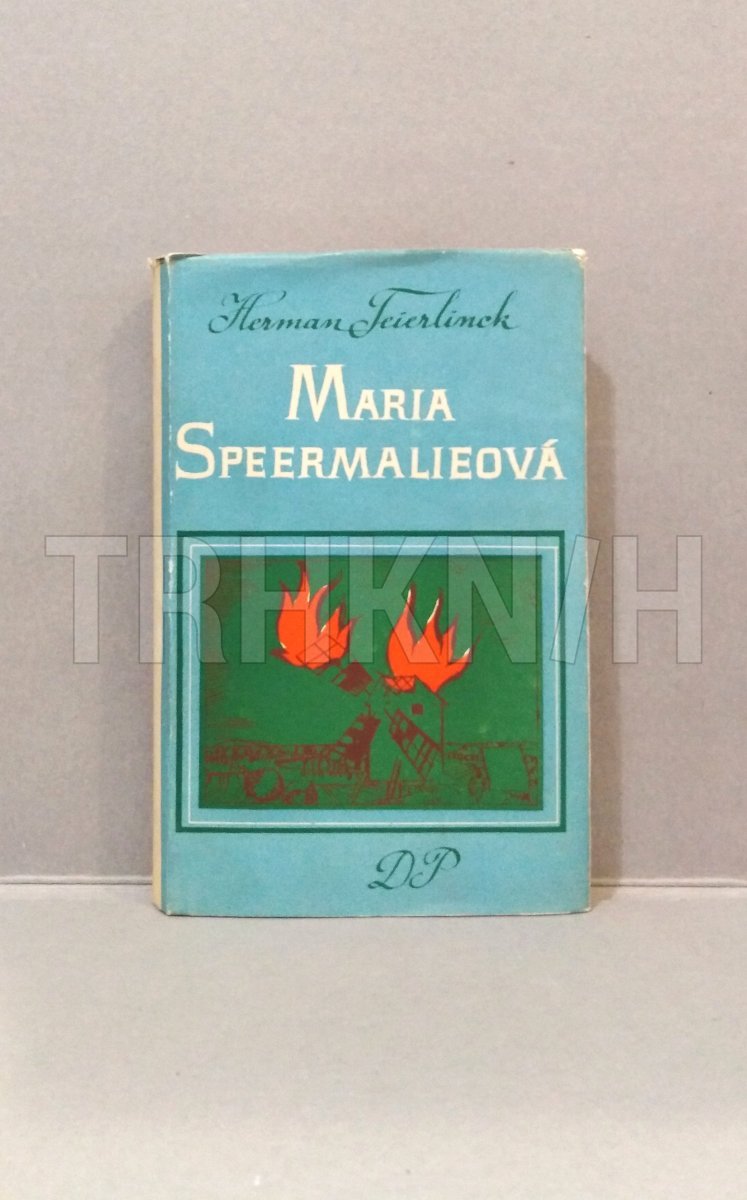 Herman Teirlinck
MARIA
SPEERMALIEOVÁ
TRHKNIH
DP